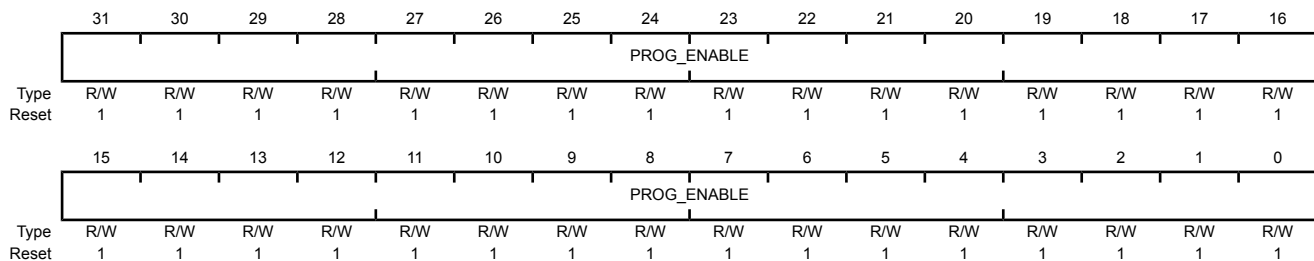 31 30 29 28 27 26 25 24 23 22 21 20 19 18 17 16
PROG_ENABLE
Type R/W R/W R/W R/W R/W R/W R/W R/W R/W R/W R/W R/W R/W R/W R/W R/W
Reset 1 1 1 1 1 1 1 1 1 1 1 1 1 1 1 1
15 14 13 12 11 10 9 8 7 6 5 4 3 2 1 0
PROG_ENABLE
Type R/W R/W R/W R/W R/W R/W R/W R/W R/W R/W R/W R/W R/W R/W R/W R/W
Reset 1 1 1 1 1 1 1 1 1 1 1 1 1 1 1 1